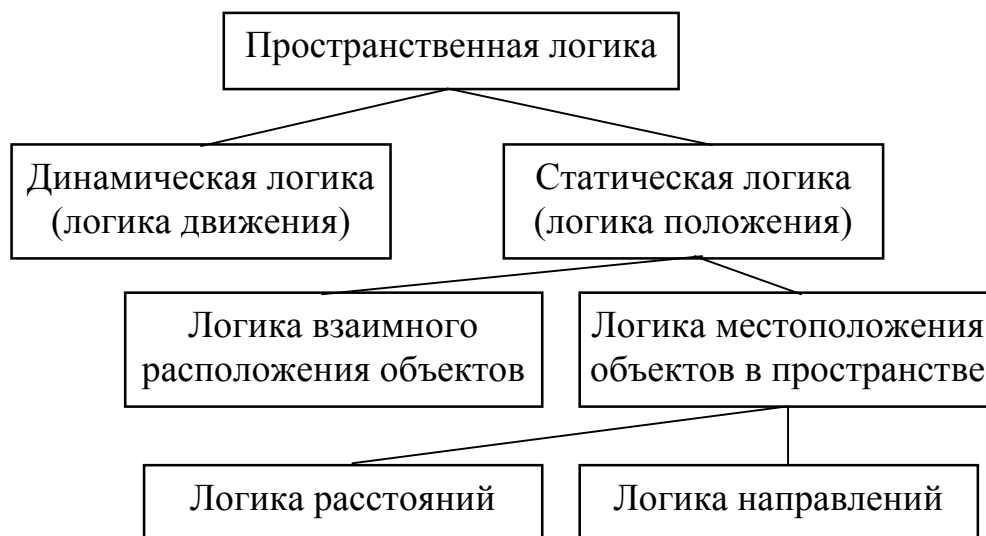 Пространственная логика
Динамическая логика
(логика движения)
Статическая логика
(логика положения)
Логика взаимного
расположения объектов
Логика местоположения
объектов в пространстве
Логика расстояний
Логика направлений